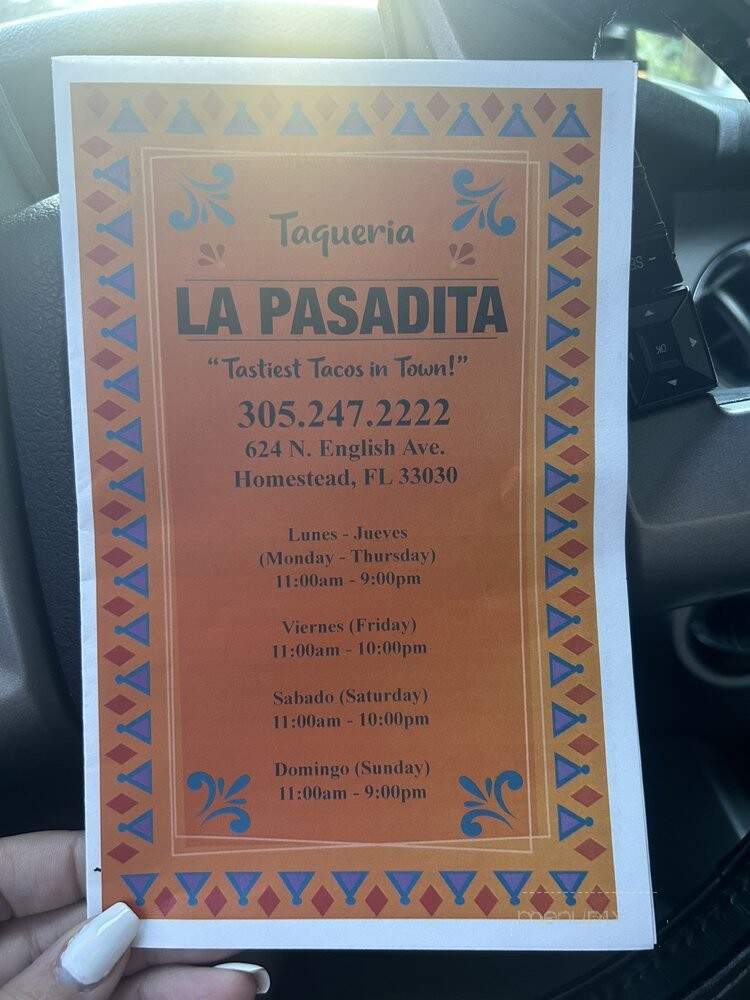 Taqueria
LA PASADITA
“Tastiest Tacos in Town!”
305.247.2222
624 N. English Ave.
Homestead, FL 33030
Lunes - Jueves
(Monday - Thursday)
11:00am - 9:00pm
Viernes (Friday)
11:00am - 10:00pm
Sabado (Saturday)
11:00am - 10:00pm
Domingo (Sunday)
11:00am - 9:00pm
OK